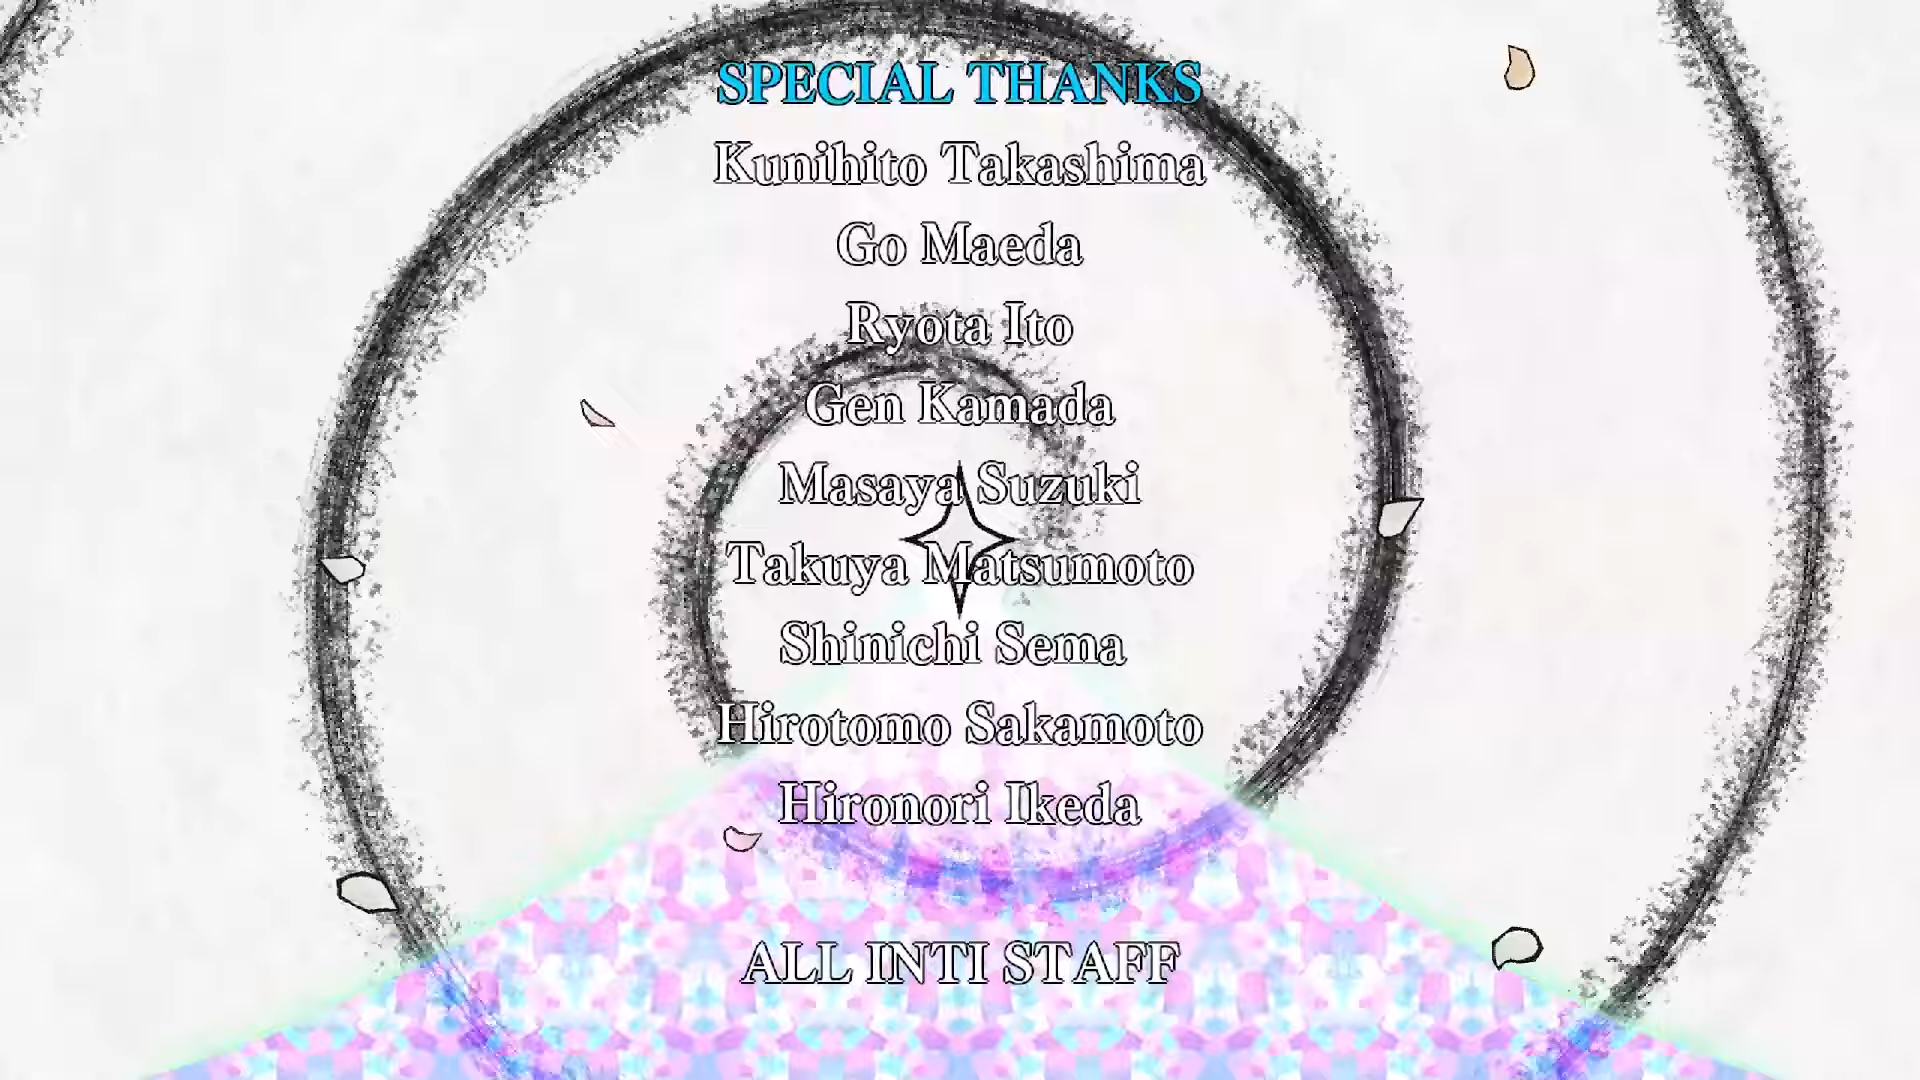 SPECIAL THANKS
Kunihito Takashima
Go Maeda
Ryota Ito
Gen Kamada
Masaya Suzuki
Takuya Matsumoto
Shinichi Sema
Hirotomo Sakamoto
Hironori Ikeda
ALL INTI STAFF